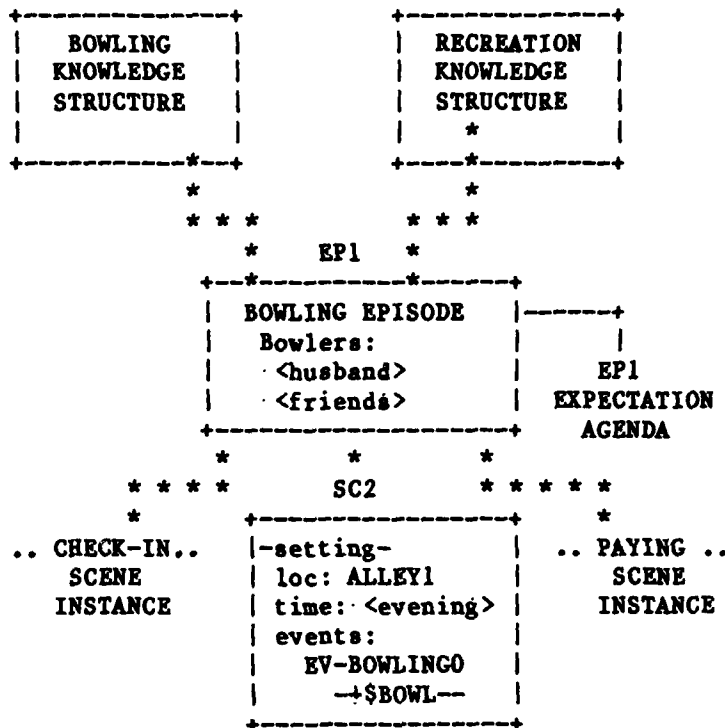 BOWLING RECREATION
KNOWLEDGE KNOWLEDGE
STRUCTURE STRUCTURE
EP1
BOWLING EPISODE
Bowlers:
<husband>
<friends>
EP1
EXPECTATION
AGENDA
SC2
.. CHECK-IN.. -setting- .. PAYING ..
SCENE loc: ALLEY1 SCENE
INSTANCE time: <evening> INSTANCE
events:
EV-BOWLING0
--+$BOWL--